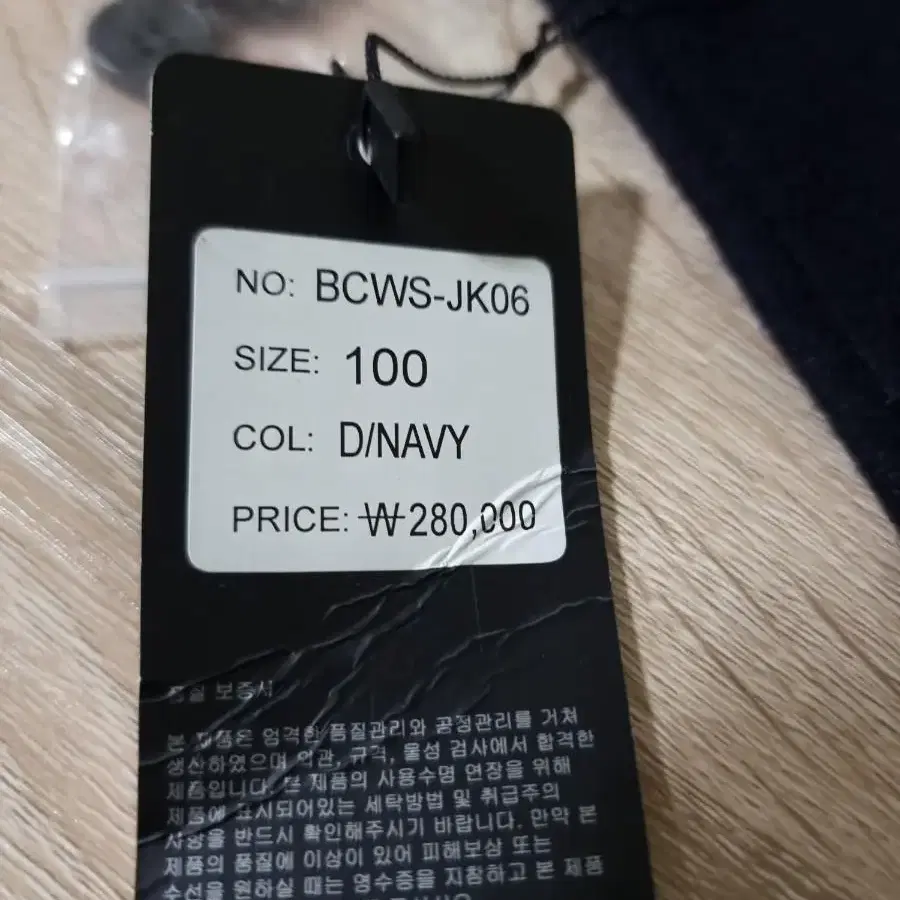 NO: BCWS-JK06
SIZE: 100
COL: D/NAVY
PRICE: ₩280,000
품질 보증서
본 제품은 엄격한 품질관리와 공정관리를 거쳐
생산하였으며 외관, 규격, 물성 검사에서 합격한
제품입니다. 본 제품의 사용수명 연장을 위해
제품에 표시되어있는 세탁방법 및 취급주의
사항을 반드시 확인해주시기 바랍니다. 만약 본
제품의 품질에 이상이 있어 피해보상 또는
수선을 원하실 때는 영수증을 지참하고 본 제품